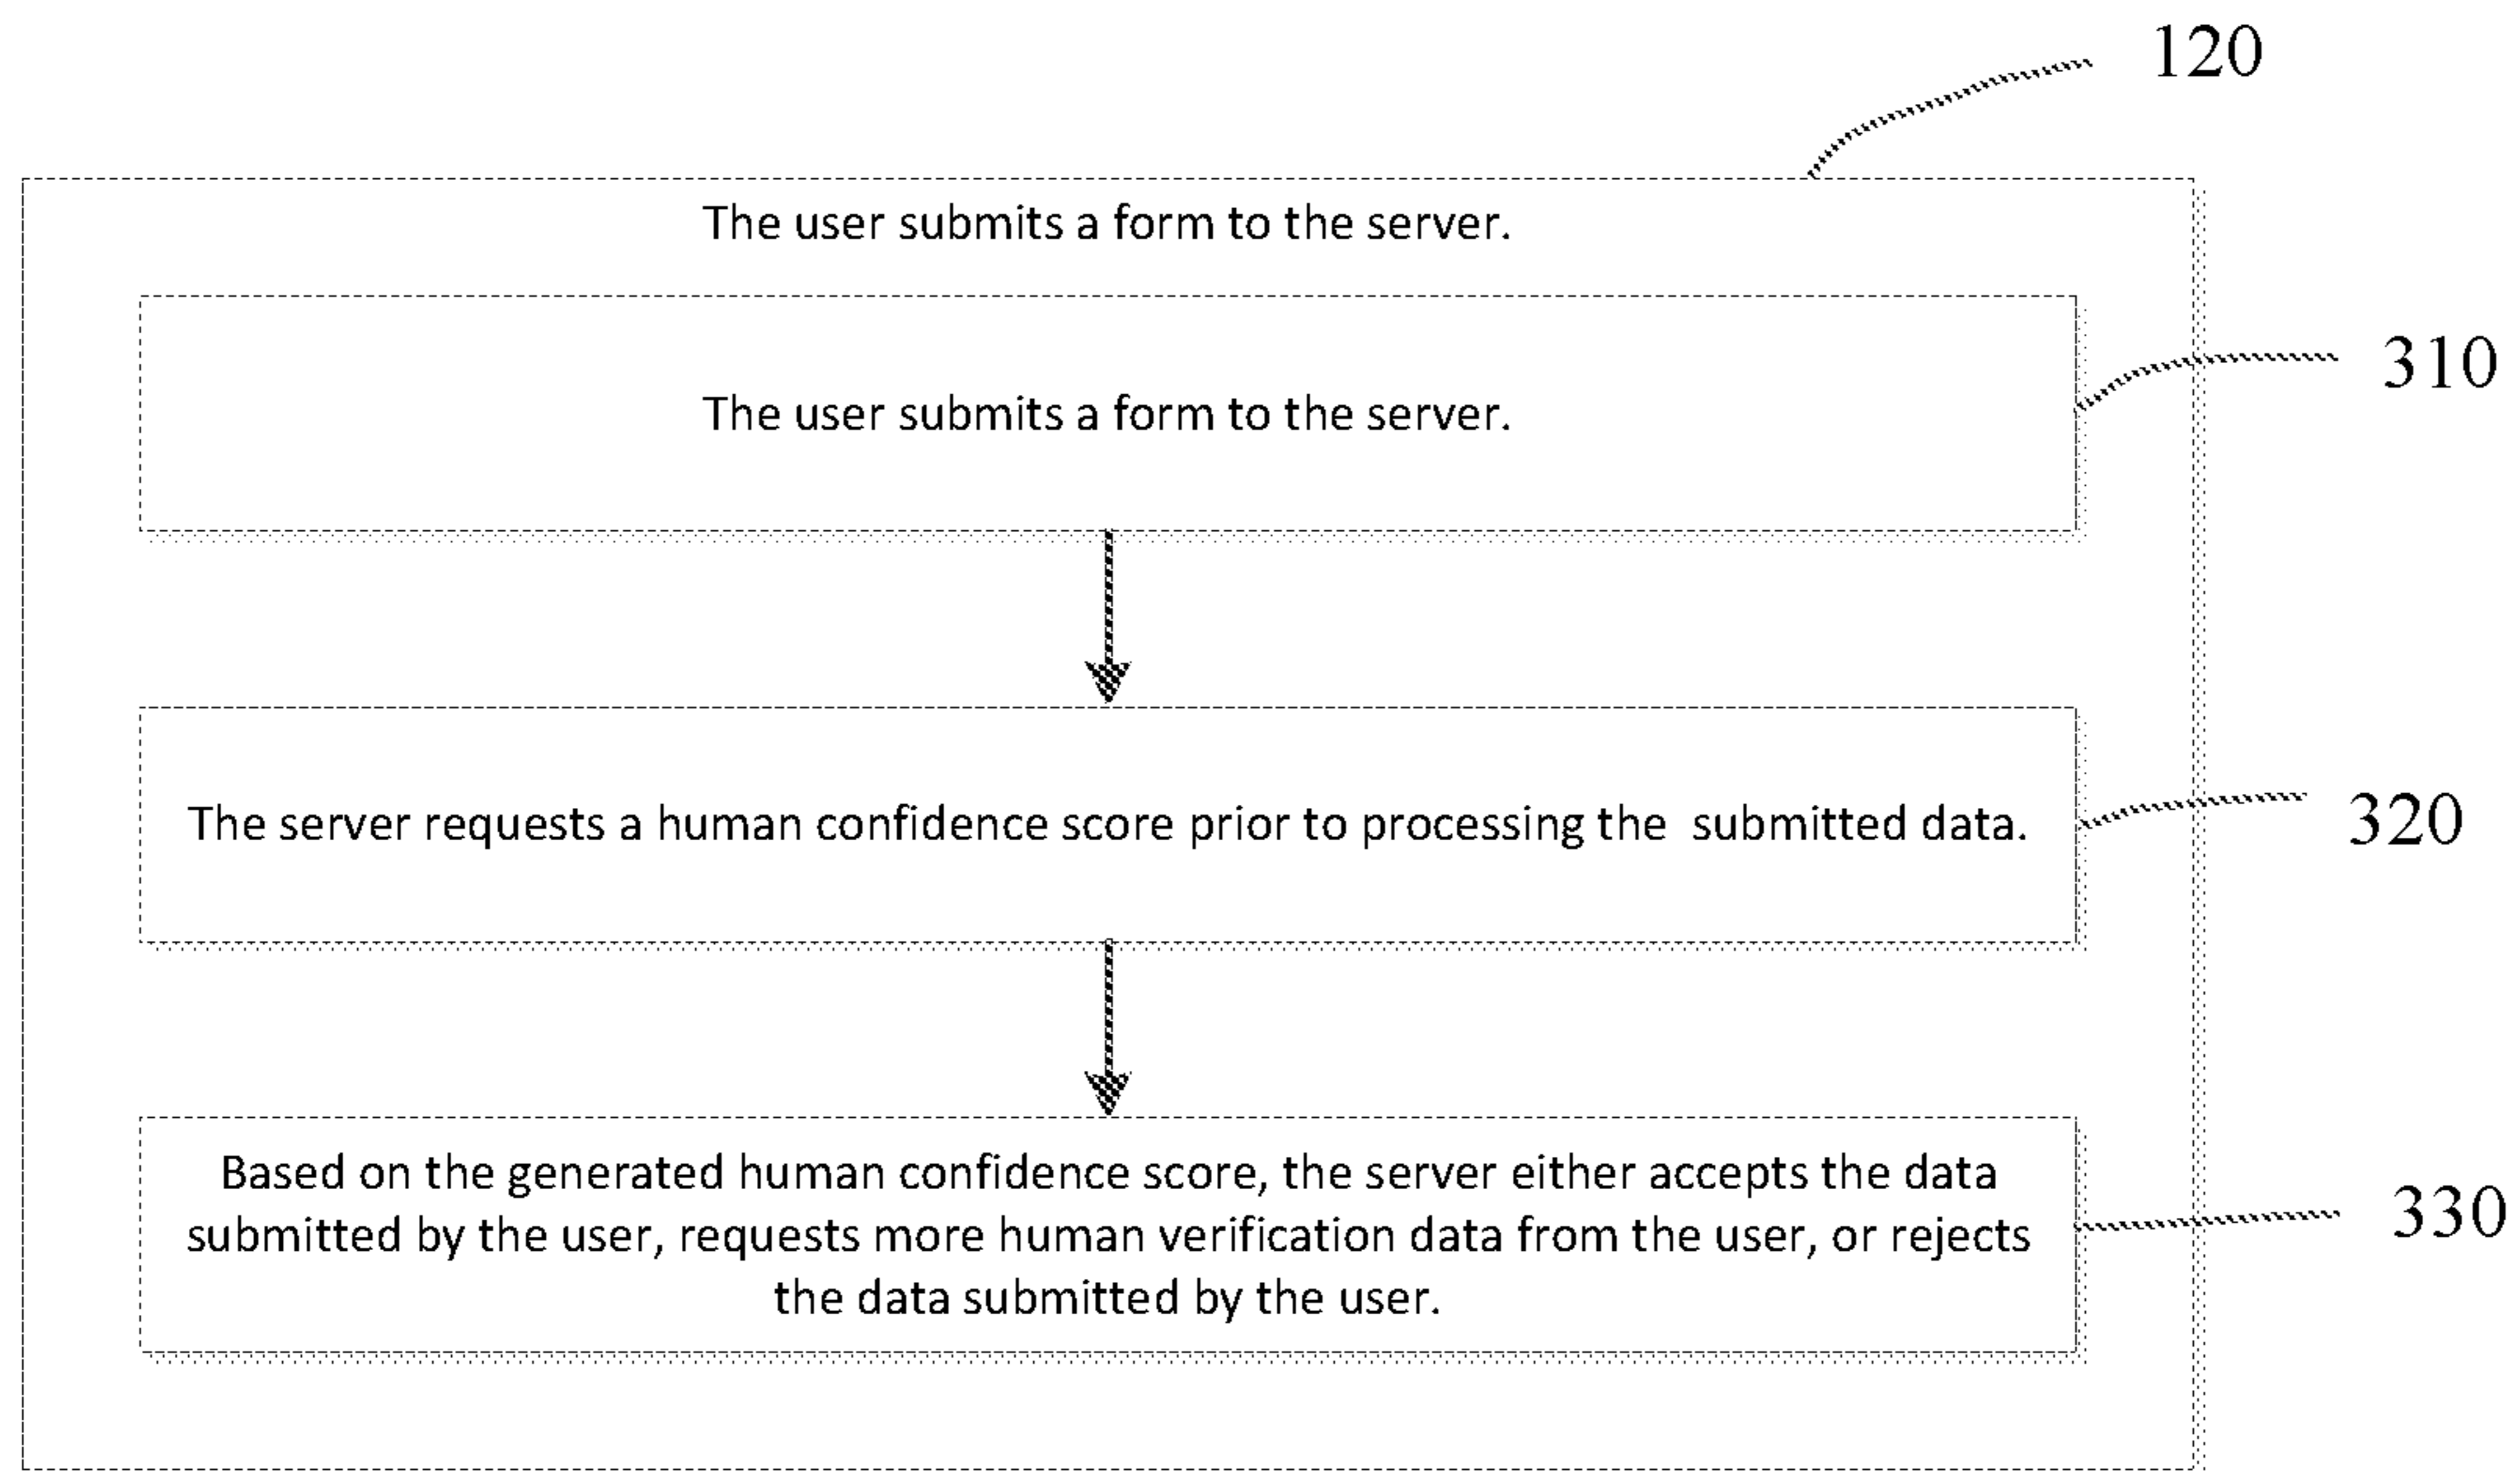 120
The user submits a form to the server.
310
The user submits a form to the server.
The server requests a human confidence score prior to processing the  submitted data.
320
Based on the generated human confidence score, the server either accepts the data
submitted by the user, requests more human verification data from the user, or rejects
330
the data submitted by the user.